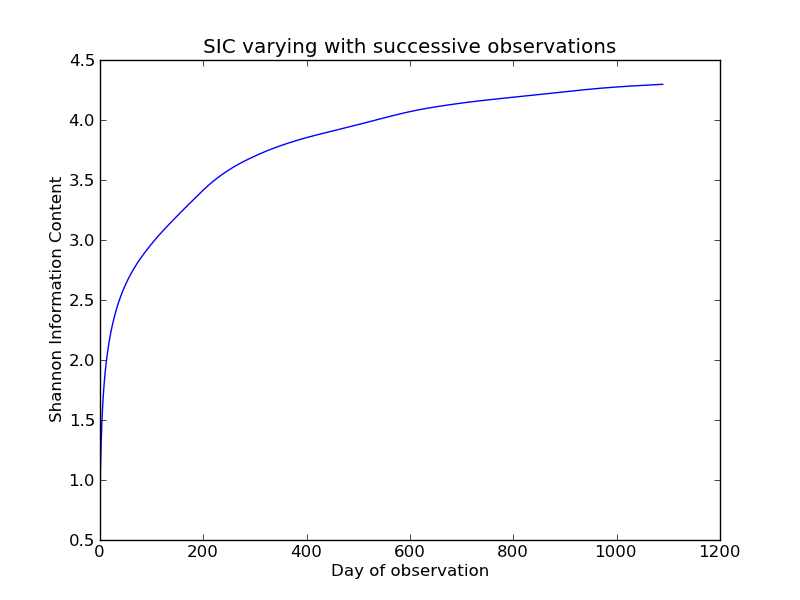 SIC varying with successive observations
4.5
4.0
3.5
3.0
2.5
2.0
1.5
1.0
0.5
Shannon Information Content
0 200 400 600 800 1000 1200
Day of observation